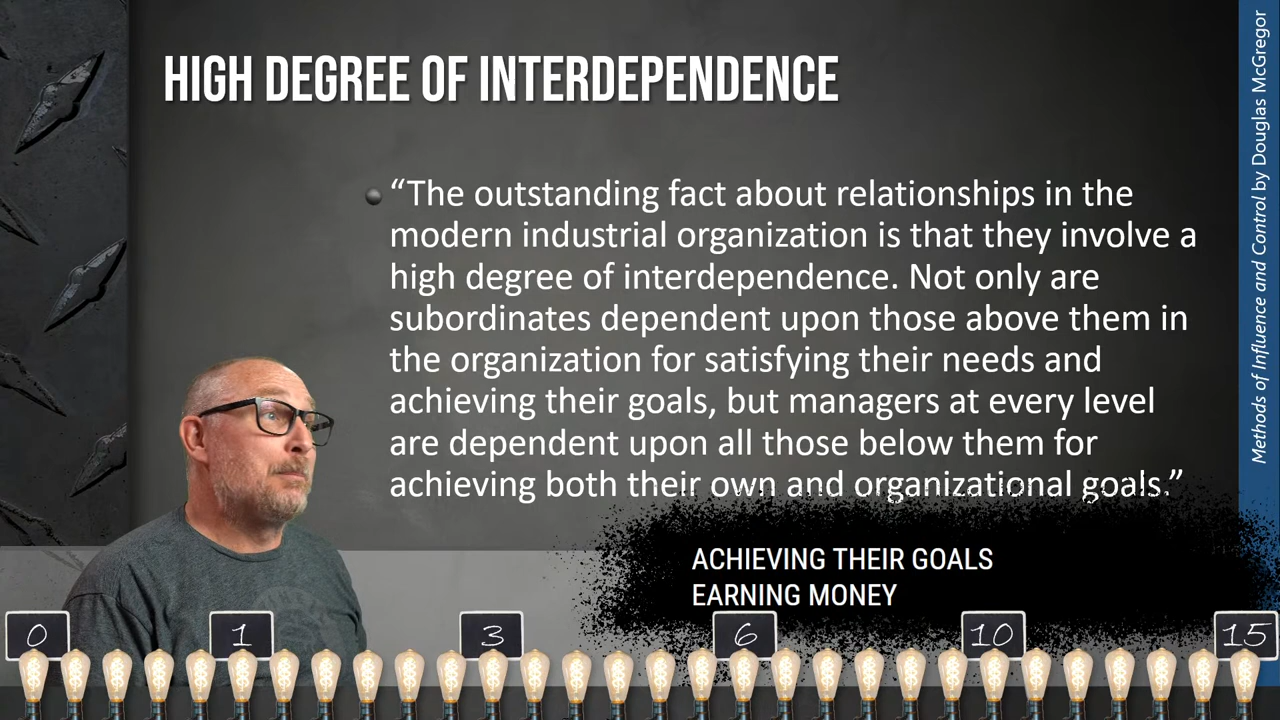 HIGH DEGREE OF INTERDEPENDENCE
“The outstanding fact about relationships in the
modern industrial organization is that they involve a
high degree of interdependence. Not only are
subordinates dependent upon those above them in
the organization for satisfying their needs and
achieving their goals, but managers at every level
are dependent upon all those below them for
achieving both their own and organizational goals.”
Methods of Influence and Control by Douglas McGregor
ACHIEVING THEIR GOALS
EARNING MONEY
0 1 3 6 10 15